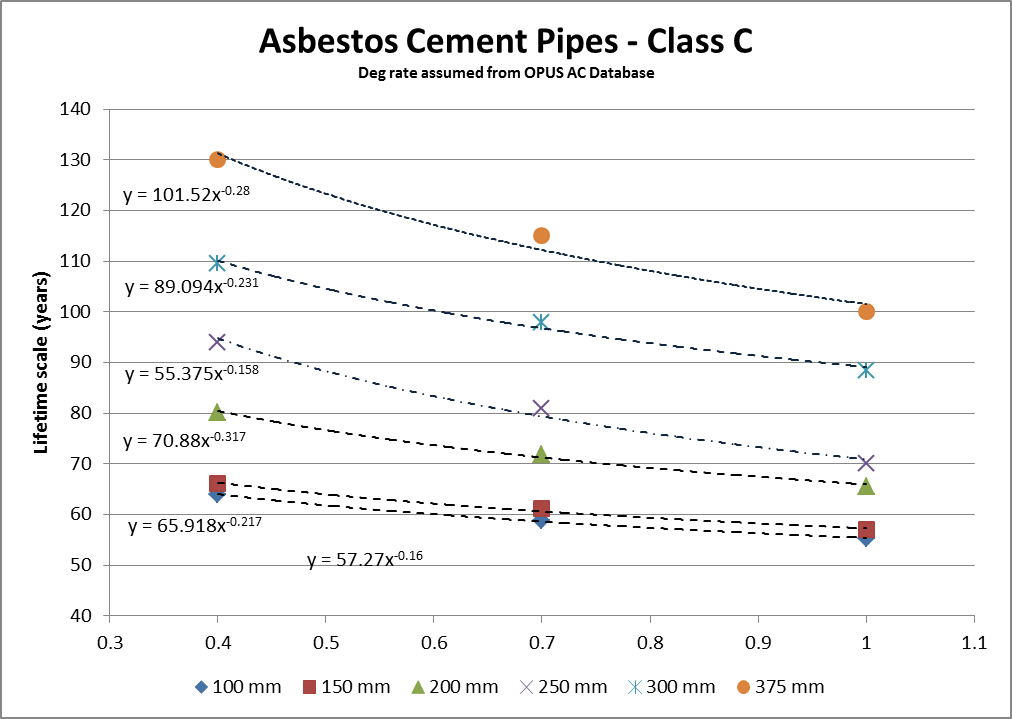 Asbestos Cement Pipes - Class C
Deg rate assumed from OPUS AC Database
Lifetime scale (years)
140
130
120
110
100
90
80
70
60
50
40
y = 101.52x^-0.28
y = 89.094x^-0.231
y = 55.375x^-0.158
y = 70.88x^-0.317
y = 65.918x^-0.217
y = 57.27x^-0.16
0.3 0.4 0.5 0.6 0.7 0.8 0.9 1 1.1
100 mm 150 mm 200 mm 250 mm 300 mm 375 mm